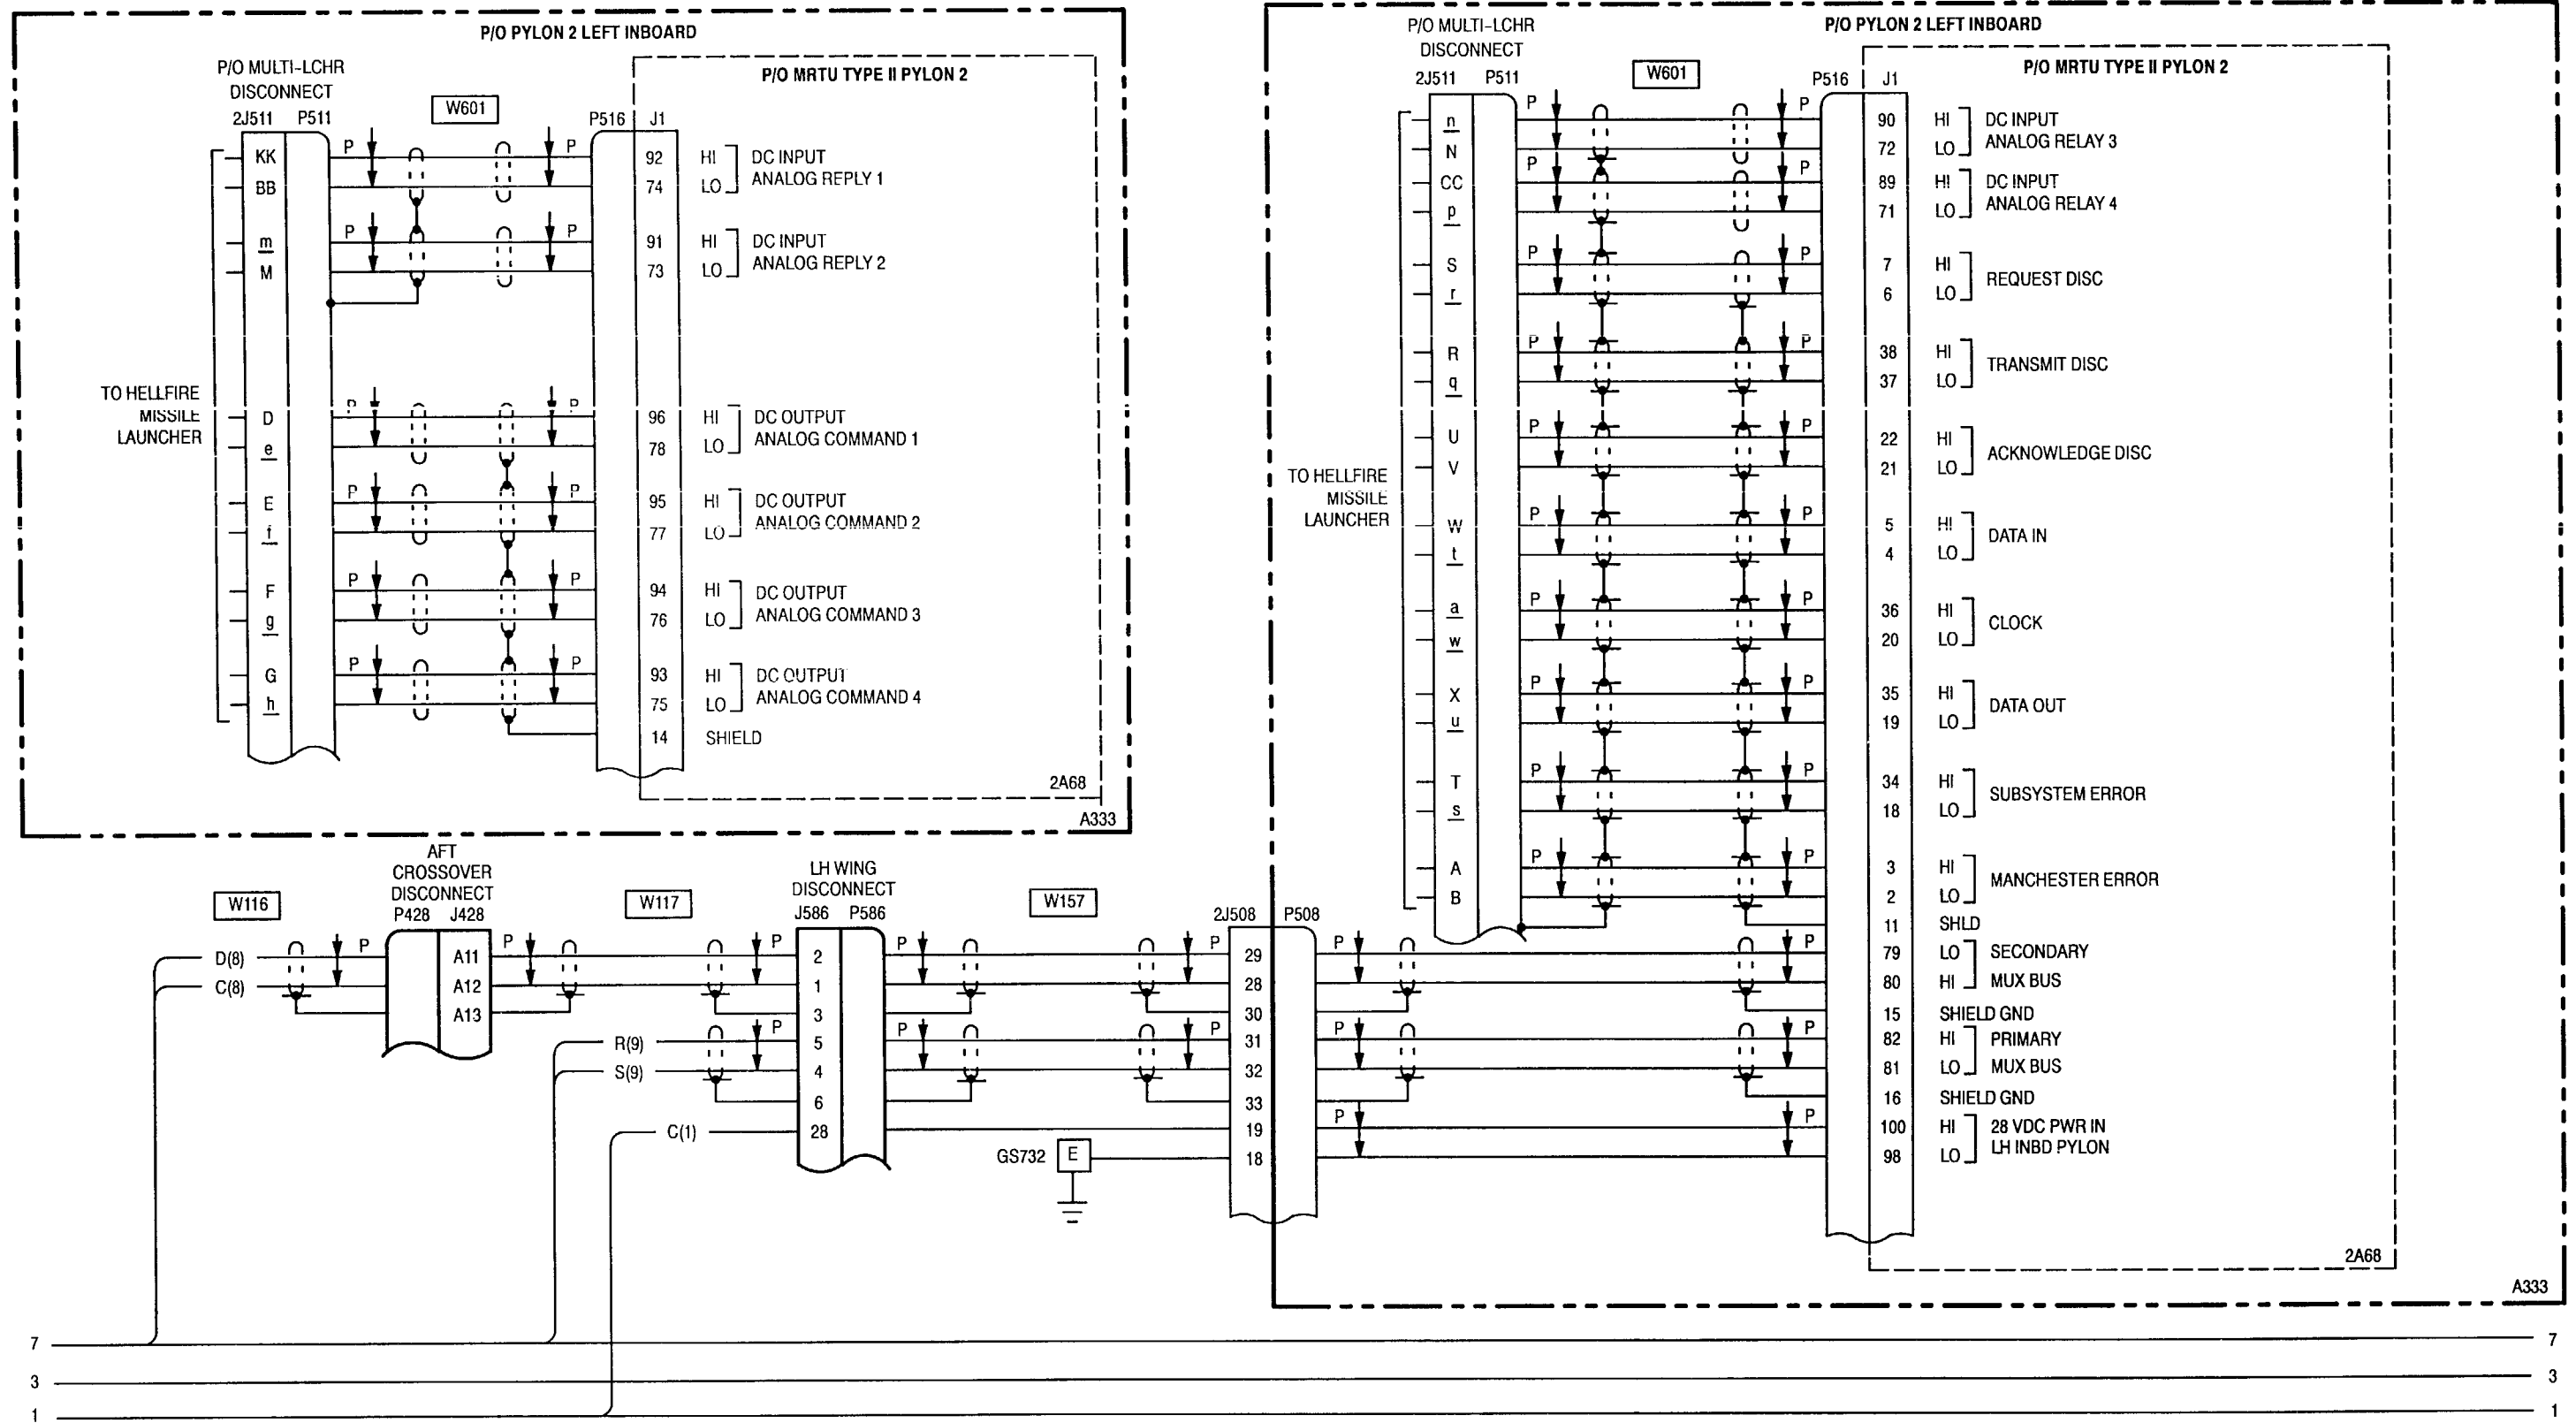 P/O PYLON 2 LEFT INBOARD
P/O MULTI-LCHR
DISCONNECT
2J511 P511
W601
P/O MRTU TYPE II PYLON 2
P516 J1
KK P P 92 HI DC INPUT
BB 74 LO ANALOG REPLY 1
m P P 91 HI DC INPUT
M 73 LO ANALOG REPLY 2
TO HELLFIRE
MISSILE
LAUNCHER
D P P 96 HI DC OUTPUT
e 78 LO ANALOG COMMAND 1
E P P 95 HI DC OUTPUT
f 77 LO ANALOG COMMAND 2
F P P 94 HI DC OUTPUT
g 76 LO ANALOG COMMAND 3
G P P 93 HI DC OUTPUT
h 75 LO ANALOG COMMAND 4
14 SHIELD
2A68
A333
P/O PYLON 2 LEFT INBOARD
P/O MULTI-LCHR
DISCONNECT
2J511 P511
W601
P/O MRTU TYPE II PYLON 2
P516 J1
n P P 90 HI DC INPUT
N 72 LO ANALOG RELAY 3
CC P P 89 HI DC INPUT
p 71 LO ANALOG RELAY 4
S P P 7 HI
REQUEST DISC
r 6 LO
R P P 38 HI
TRANSMIT DISC
q 37 LO
U P P 22 HI
ACKNOWLEDGE DISC
V 21 LO
TO HELLFIRE
MISSILE
LAUNCHER
W P P 5 HI
DATA IN
t 4 LO
a P P 36 HI
CLOCK
w 20 LO
X P P 35 HI
DATA OUT
u 19 LO
T P P 34 HI
SUBSYSTEM ERROR
s 18 LO
A P P 3 HI
MANCHESTER ERROR
B 2 LO
11 SHLD
P P 79 LO SECONDARY
80 HI MUX BUS
15 SHIELD GND
P P 82 HI PRIMARY
81 LO MUX BUS
16 SHIELD GND
P P 100 HI 28 VDC PWR IN
98 LO LH INBD PYLON
2A68
A333
AFT
CROSSOVER
DISCONNECT
LH WING
DISCONNECT
W116
W117
W157
P428 J428
J586 P586
2J508 P508
D(8) P A11 P P 2 P P 29
C(8) A12 1 28
A13 3 30
R(9) P 5 P P 31
S(9) 4 32
6 33
C(1) 28 19
GS732 E 18
7 7
3 3
1 1